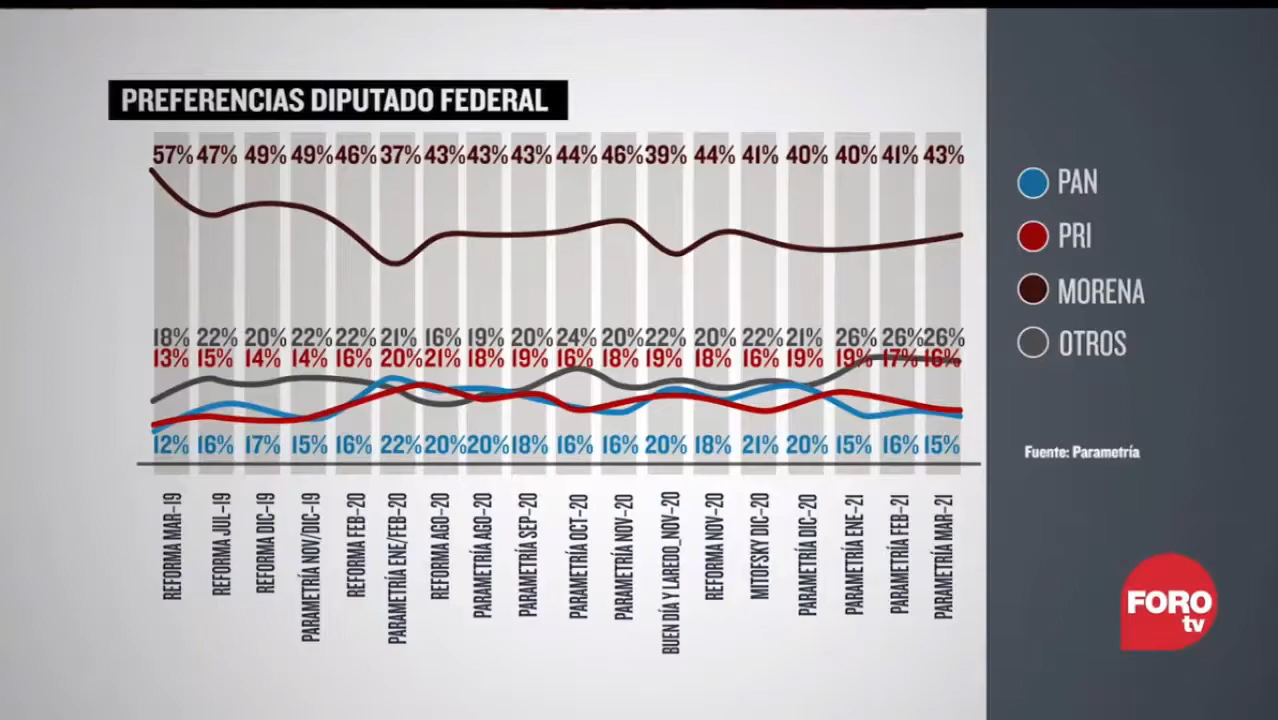 PREFERENCIAS DIPUTADO FEDERAL
57% 47% 49% 49% 46% 37% 43% 43% 43% 44% 46% 39% 44% 41% 40% 40% 41% 43%
18% 22% 20% 22% 22% 21% 16% 19% 20% 24% 20% 22% 20% 22% 21% 26% 26% 26%
13% 15% 14% 14% 16% 20% 21% 18% 19% 16% 18% 19% 18% 16% 19% 19% 17% 16%
12% 16% 17% 15% 16% 22% 20% 20% 18% 16% 16% 20% 18% 21% 20% 15% 16% 15%
REFORMA MAR-19
REFORMA JUL-19
REFORMA DIC-19
PARAMETRÍA NOV/DIC-19
REFORMA FEB-20
PARAMETRÍA ENE/FEB-20
REFORMA AGO-20
PARAMETRÍA AGO-20
PARAMETRÍA SEP-20
PARAMETRÍA OCT-20
PARAMETRÍA NOV-20
BUEN DÍA Y LAREDO_NOV-20
REFORMA NOV-20
MITOFSKY DIC-20
PARAMETRÍA DIC-20
PARAMETRÍA ENE-21
PARAMETRÍA FEB-21
PARAMETRÍA MAR-21
PAN
PRI
MORENA
OTROS
Fuente: Parametría
FORO
tv